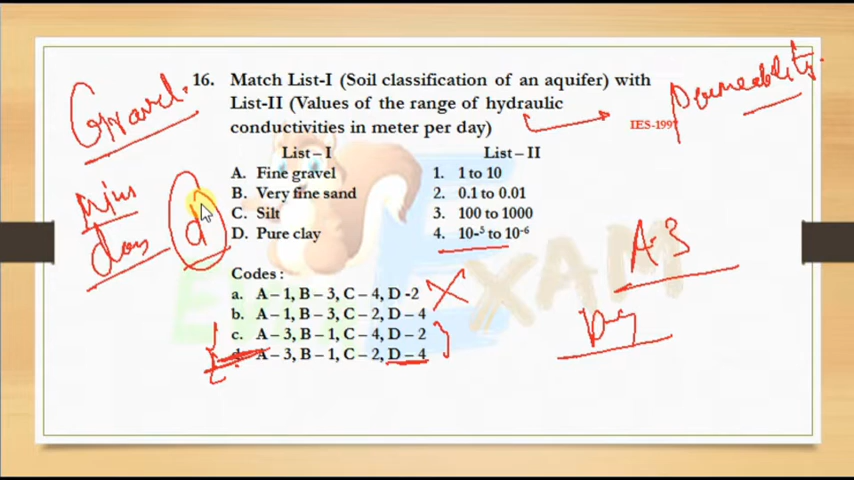 16. Match List-I (Soil classification of an aquifer) with
List-II (Values of the range of hydraulic
conductivities in meter per day)
IES-1997
List – I List – II
A. Fine gravel 1. 1 to 10
B. Very fine sand 2. 0.1 to 0.01
C. Silt 3. 100 to 1000
D. Pure clay 4. 10-⁵ to 10⁻⁶
Codes :
a. A – 1, B – 3, C – 4, D -2
b. A – 1, B – 3, C – 2, D – 4
c. A – 3, B – 1, C – 4, D – 2
A – 3, B – 1, C – 2, D – 4
Gravel.
Permeability.
d
A-3
EXAM